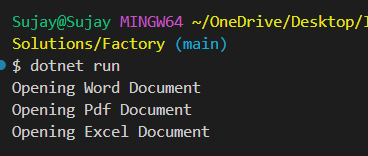 Sujay@Sujay MINGW64 ~/OneDrive/Desktop/
Solutions/Factory (main)
$ dotnet run
Opening Word Document
Opening Pdf Document
Opening Excel Document